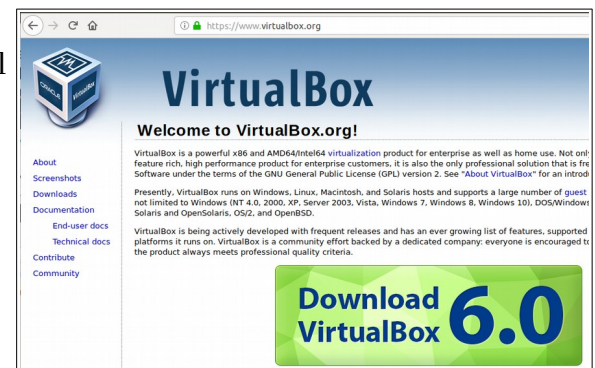 l
https://www.virtualbox.org
VirtualBox
ORACLE
VirtualBox
Welcome to VirtualBox.org!
VirtualBox is a powerful x86 and AMD64/Intel64 virtualization product for enterprise as well as home use. Not only
feature rich, high performance product for enterprise customers, it is also the only professional solution that is fre
Software under the terms of the GNU General Public License (GPL) version 2. See "About VirtualBox" for an introdu
Presently, VirtualBox runs on Windows, Linux, Macintosh, and Solaris hosts and supports a large number of guest
not limited to Windows (NT 4.0, 2000, XP, Server 2003, Vista, Windows 7, Windows 8, Windows 10), DOS/Windows
Solaris and OpenSolaris, OS/2, and OpenBSD.
VirtualBox is being actively developed with frequent releases and has an ever growing list of features, supported
platforms it runs on. VirtualBox is a community effort backed by a dedicated company: everyone is encouraged to
the product always meets professional quality criteria.
About
Screenshots
Downloads
Documentation
End-user docs
Technical docs
Contribute
Community
Download
VirtualBox 6.0